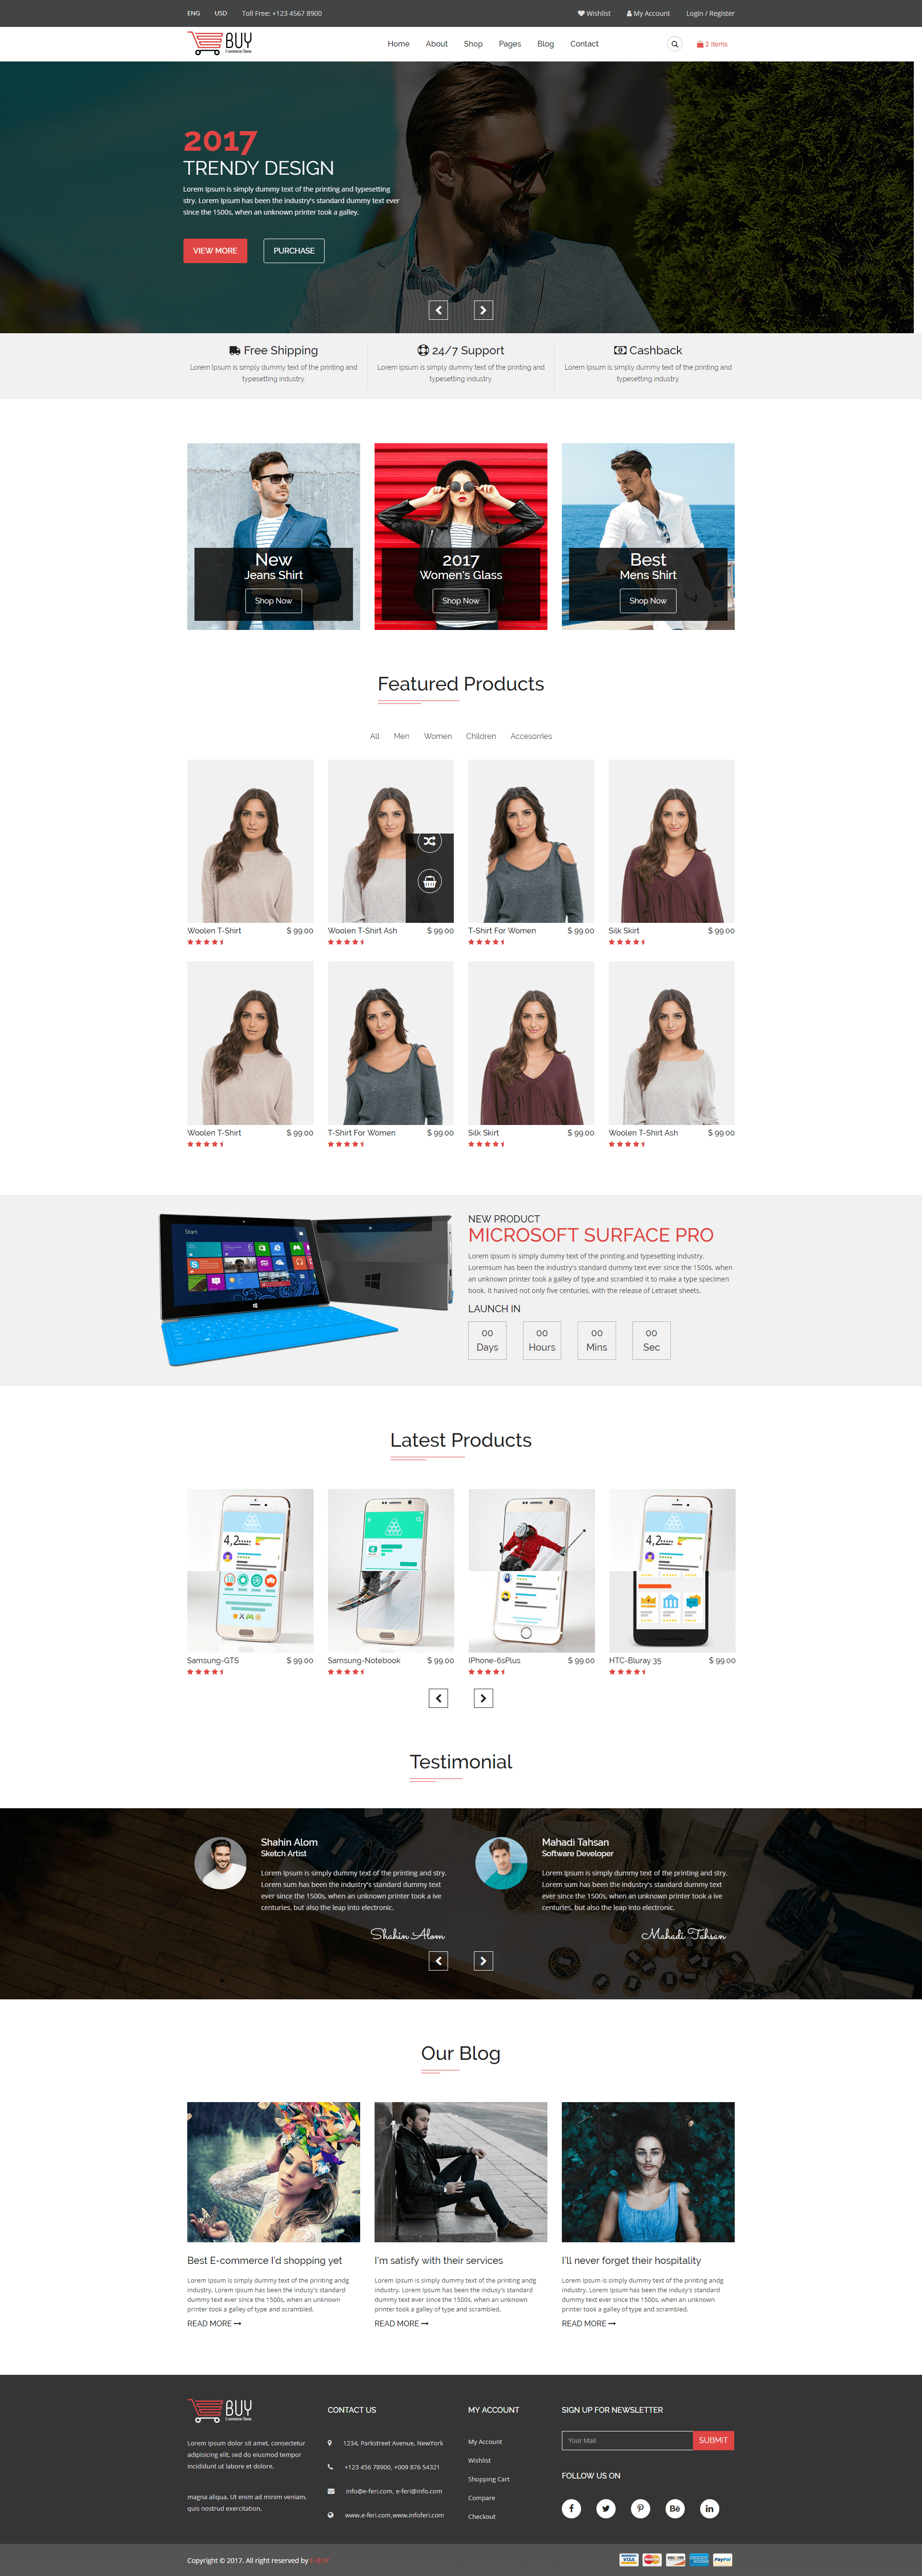 ENG USD Toll Free: +123 4567 8900 Wishlist My Account Login / Register
BUY
E-commerce Theme
Home About Shop Pages Blog Contact 2 Items
2017
TRENDY DESIGN
Lorem Ipsum is simply dummy text of the printing and typesetting
stry. Lorem Ipsum has been the industry's standard dummy text ever
since the 1500s, when an unknown printer took a galley.
VIEW MORE PURCHASE
Free Shipping
Lorem Ipsum is simply dummy text of the printing and
typesetting industry.
24/7 Support
Lorem Ipsum is simply dummy text of the printing and
typesetting industry.
Cashback
Lorem Ipsum is simply dummy text of the printing and
typesetting industry.
New
Jeans Shirt
Shop Now
2017
Women's Glass
Shop Now
Best
Mens Shirt
Shop Now
Featured Products
All Men Women Children Accesorries
Woolen T-Shirt $ 99.00
Woolen T-Shirt Ash $ 99.00
T-Shirt For Women $ 99.00
Silk Skirt $ 99.00
Woolen T-Shirt $ 99.00
T-Shirt For Women $ 99.00
Silk Skirt $ 99.00
Woolen T-Shirt Ash $ 99.00
Start
NEW PRODUCT
MICROSOFT SURFACE PRO
Lorem Ipsum is simply dummy text of the printing and typesetting industry.
Loremsum has been the industry's standard dummy text ever since the 1500s, when
an unknown printer took a galley of type and scrambled it to make a type specimen
book. It hasived not only five centuries, with the release of Letraset sheets.
LAUNCH IN
00 Days
00 Hours
00 Mins
00 Sec
Latest Products
4,2
4,2
Samsung-GTS $ 99.00
Samsung-Notebook $ 99.00
IPhone-6sPlus $ 99.00
HTC-Bluray 35 $ 99.00
Testimonial
Shahin Alom
Sketch Artist
Lorem Ipsum is simply dummy text of the printing and stry.
Lorem sum has been the industry's standard dummy text
ever since the 1500s, when an unknown printer took a ive
centuries, but also the leap into electronic.
Shahin Alom
Mahadi Tahsan
Software Developer
Lorem Ipsum is simply dummy text of the printing and stry.
Lorem sum has been the industry's standard dummy text
ever since the 1500s, when an unknown printer took a ive
centuries, but also the leap into electronic.
Mahadi Tahsan
Our Blog
Best E-commerce I'd shopping yet
Lorem Ipsum is simply dummy text of the printing andg
industry. Lorem Ipsum has been the indusy's standard
dummy text ever since the 1500s, when an unknown
printer took a galley of type and scrambled.
READ MORE
I'm satisfy with their services
Lorem Ipsum is simply dummy text of the printing andg
industry. Lorem Ipsum has been the indusy's standard
dummy text ever since the 1500s, when an unknown
printer took a galley of type and scrambled.
READ MORE
I'll never forget their hospitality
Lorem Ipsum is simply dummy text of the printing andg
industry. Lorem Ipsum has been the indusy's standard
dummy text ever since the 1500s, when an unknown
printer took a galley of type and scrambled.
READ MORE
BUY
E-commerce Theme
Lorem ipsum dolor sit amet, consectetur
adipisicing elit, sed do eiusmod tempor
incididunt ut labore et dolore.
magna aliqua. Ut enim ad minim veniam,
quis nostrud exercitation.
CONTACT US
1234, Parkstreet Avenue, NewYork
+123 456 78900, +009 876 54321
info@e-feri.com, e-feri@info.com
www.e-feri.com,www.infoferi.com
MY ACCOUNT
My Account
Wishlist
Shopping Cart
Compare
Checkout
SIGN UP FOR NEWSLETTER
Your Mail SUBMIT
FOLLOW US ON
Copyright © 2017. All right reserved by E-BUY
VISA MasterCard DISCOVER PayPal